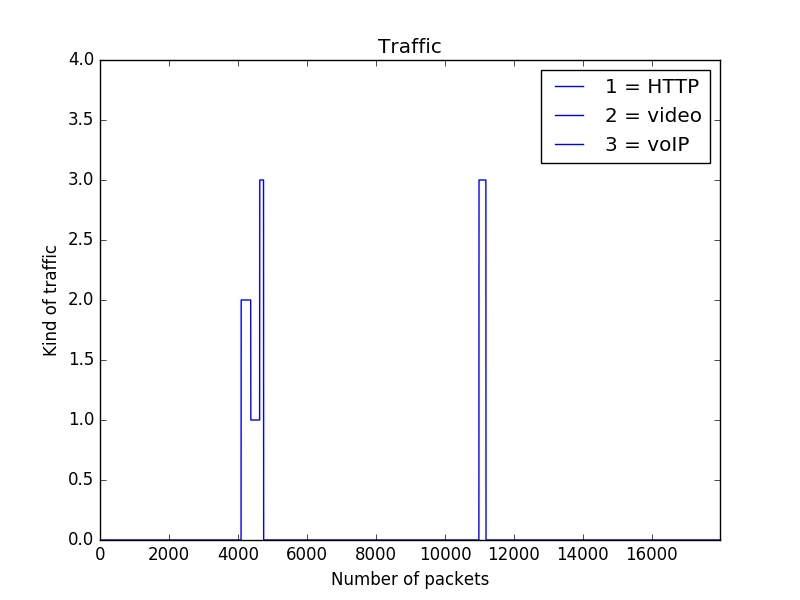 Traffic
4.0
3.5
3.0
2.5
2.0
1.5
1.0
0.5
0.0
Kind of traffic
1 = HTTP
2 = video
3 = voIP
0 2000 4000 6000 8000 10000 12000 14000 16000
Number of packets